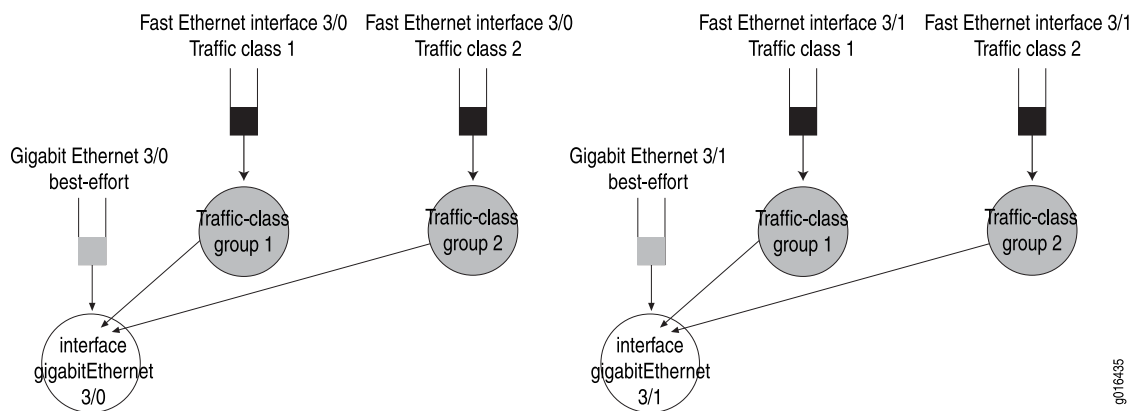 Fast Ethernet interface 3/0
Traffic class 1
Fast Ethernet interface 3/0
Traffic class 2
Gigabit Ethernet 3/0
best-effort
Traffic-class
group 1
Traffic-class
group 2
interface
gigabitEthernet
3/0
Fast Ethernet interface 3/1
Traffic class 1
Fast Ethernet interface 3/1
Traffic class 2
Gigabit Ethernet 3/1
best-effort
Traffic-class
group 1
Traffic-class
group 2
interface
gigabitEthernet
3/1
g016435